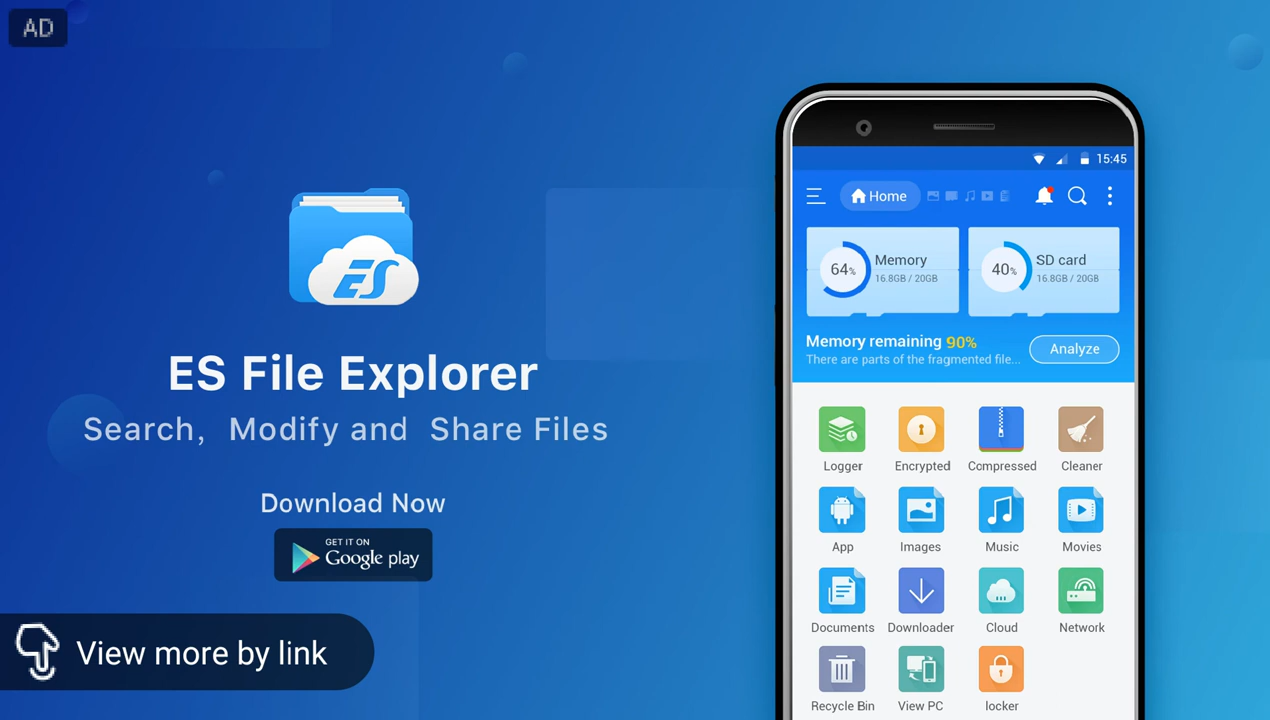 AD
ES
ES File Explorer
Search, Modify and Share Files
Download Now
GET IT ON
Google play
View more by link
15:45
Home
64%
Memory
16.8GB / 20GB
40%
SD card
16.8GB / 20GB
Memory remaining 90%
There are parts of the fragmented file...
Analyze
Logger
Encrypted
Compressed
Cleaner
App
Images
Music
Movies
Documents
Downloader
Cloud
Network
Recycle Bin
View PC
locker